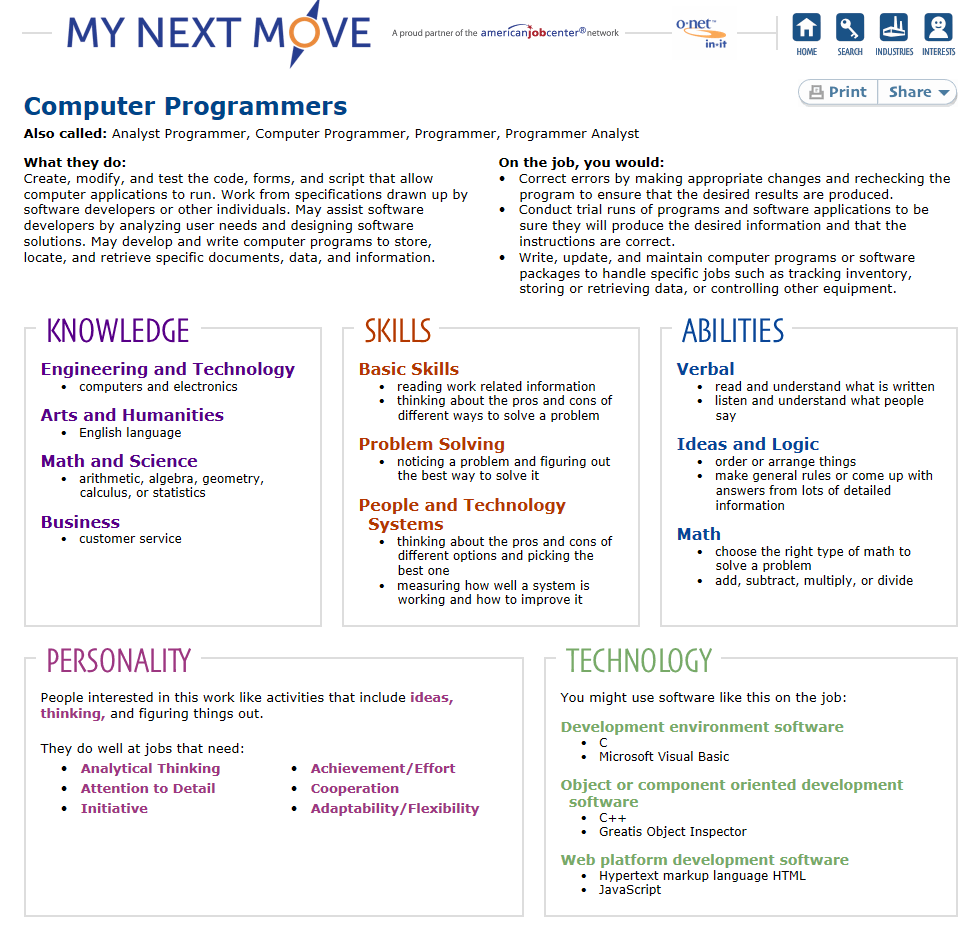 MY NEXT MOVE
A proud partner of the americanjobcenter® network
o·net™
in-it
HOME
SEARCH
INDUSTRIES
INTERESTS
Print
Share
Computer Programmers
Also called: Analyst Programmer, Computer Programmer, Programmer, Programmer Analyst
What they do:
Create, modify, and test the code, forms, and script that allow
computer applications to run. Work from specifications drawn up by
software developers or other individuals. May assist software
developers by analyzing user needs and designing software
solutions. May develop and write computer programs to store,
locate, and retrieve specific documents, data, and information.
On the job, you would:
• Correct errors by making appropriate changes and rechecking the
program to ensure that the desired results are produced.
• Conduct trial runs of programs and software applications to be
sure they will produce the desired information and that the
instructions are correct.
• Write, update, and maintain computer programs or software
packages to handle specific jobs such as tracking inventory,
storing or retrieving data, or controlling other equipment.
KNOWLEDGE
Engineering and Technology
• computers and electronics
Arts and Humanities
• English language
Math and Science
• arithmetic, algebra, geometry,
calculus, or statistics
Business
• customer service
SKILLS
Basic Skills
• reading work related information
• thinking about the pros and cons of
different ways to solve a problem
Problem Solving
• noticing a problem and figuring out
the best way to solve it
People and Technology
Systems
• thinking about the pros and cons of
different options and picking the
best one
• measuring how well a system is
working and how to improve it
ABILITIES
Verbal
• read and understand what is written
• listen and understand what people
say
Ideas and Logic
• order or arrange things
• make general rules or come up with
answers from lots of detailed
information
Math
• choose the right type of math to
solve a problem
• add, subtract, multiply, or divide
PERSONALITY
People interested in this work like activities that include ideas,
thinking, and figuring things out.
They do well at jobs that need:
• Analytical Thinking
• Attention to Detail
• Initiative
• Achievement/Effort
• Cooperation
• Adaptability/Flexibility
TECHNOLOGY
You might use software like this on the job:
Development environment software
• C
• Microsoft Visual Basic
Object or component oriented development
software
• C++
• Greatis Object Inspector
Web platform development software
• Hypertext markup language HTML
• JavaScript